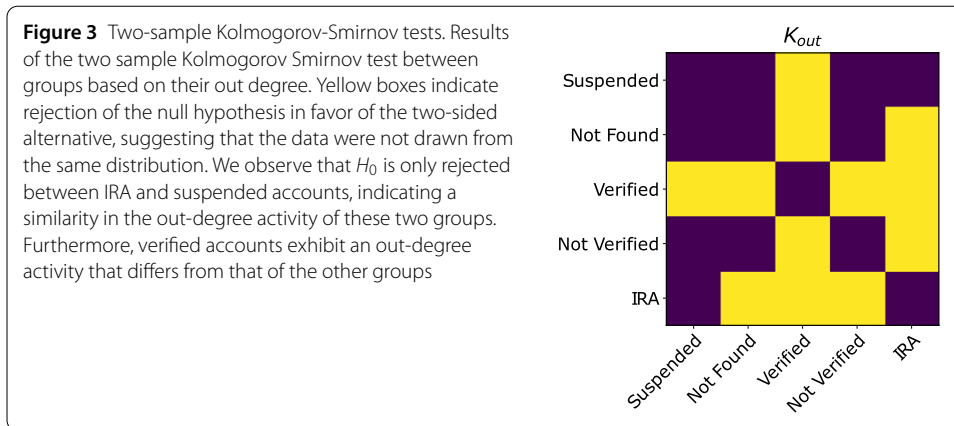 Figure 3 Two-sample Kolmogorov-Smirnov tests. Results
of the two sample Kolmogorov Smirnov test between
groups based on their out degree. Yellow boxes indicate
rejection of the null hypothesis in favor of the two-sided
alternative, suggesting that the data were not drawn from
the same distribution. We observe that H0 is only rejected
between IRA and suspended accounts, indicating a
similarity in the out-degree activity of these two groups.
Furthermore, verified accounts exhibit an out-degree
activity that differs from that of the other groups
Kout
Suspended
Not Found
Verified
Not Verified
IRA
Suspended
Not Found
Verified
Not Verified
IRA